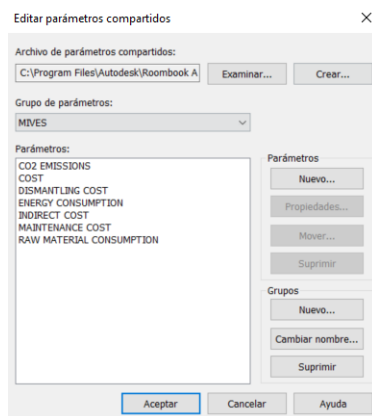 Editar parámetros compartidos
Archivo de parámetros compartidos:
C:\Program Files\Autodesk\Roombook A
Examinar...
Crear...
Grupo de parámetros:
MIVES
Parámetros:
CO2 EMISSIONS
COST
DISMANTLING COST
ENERGY CONSUMPTION
INDIRECT COST
MAINTENANCE COST
RAW MATERIAL CONSUMPTION
Parámetros
Nuevo...
Propiedades...
Mover...
Suprimir
Grupos
Nuevo...
Cambiar nombre...
Suprimir
Aceptar
Cancelar
Ayuda